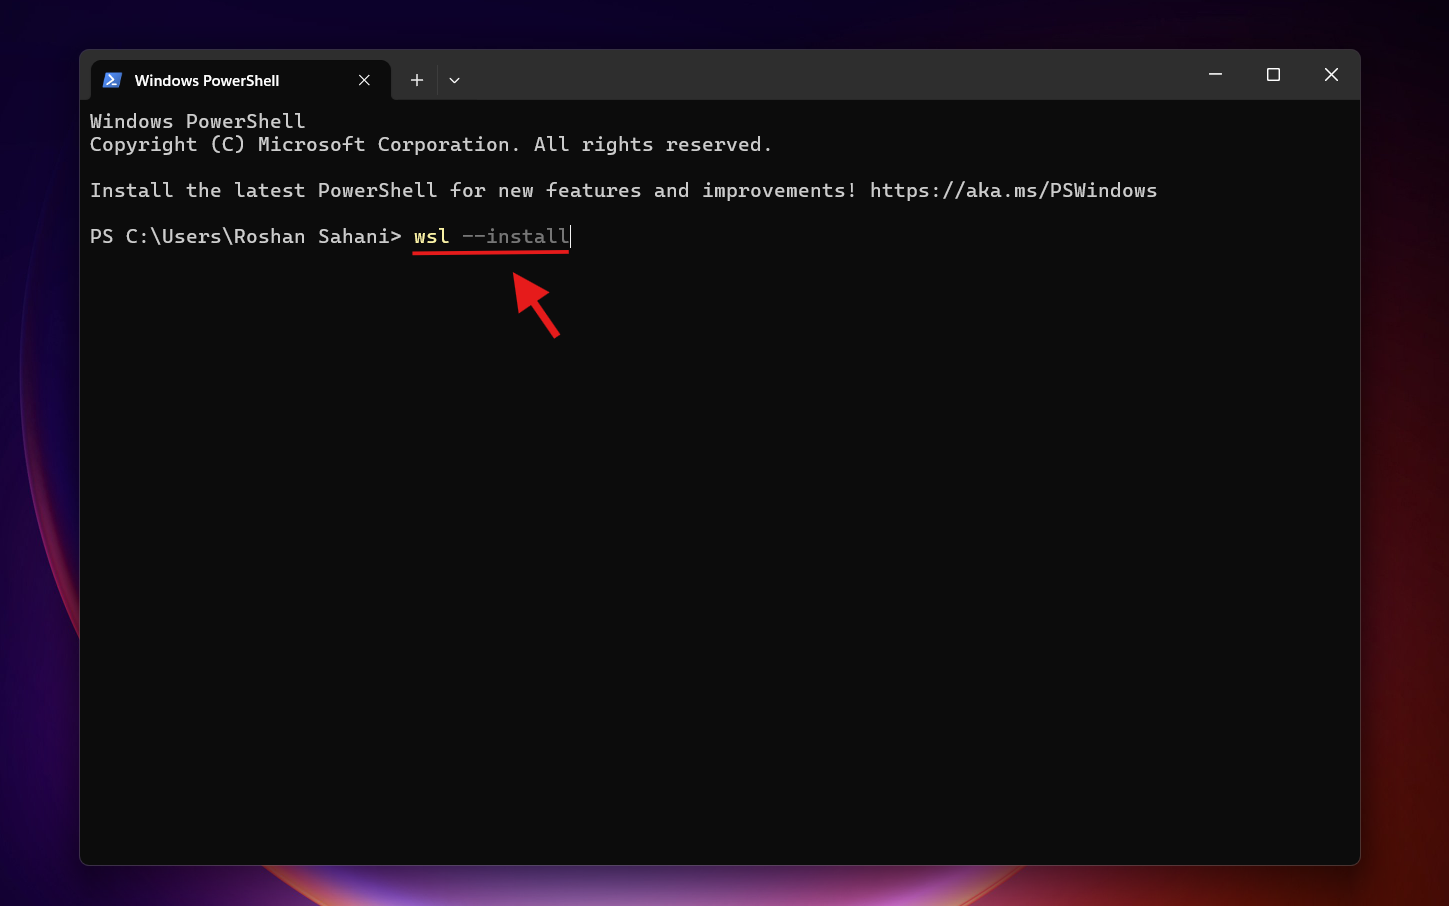 Windows PowerShell
Windows PowerShell
Copyright (C) Microsoft Corporation. All rights reserved.
Install the latest PowerShell for new features and improvements! https://aka.ms/PSWindows
PS C:\Users\Roshan Sahani> wsl --install